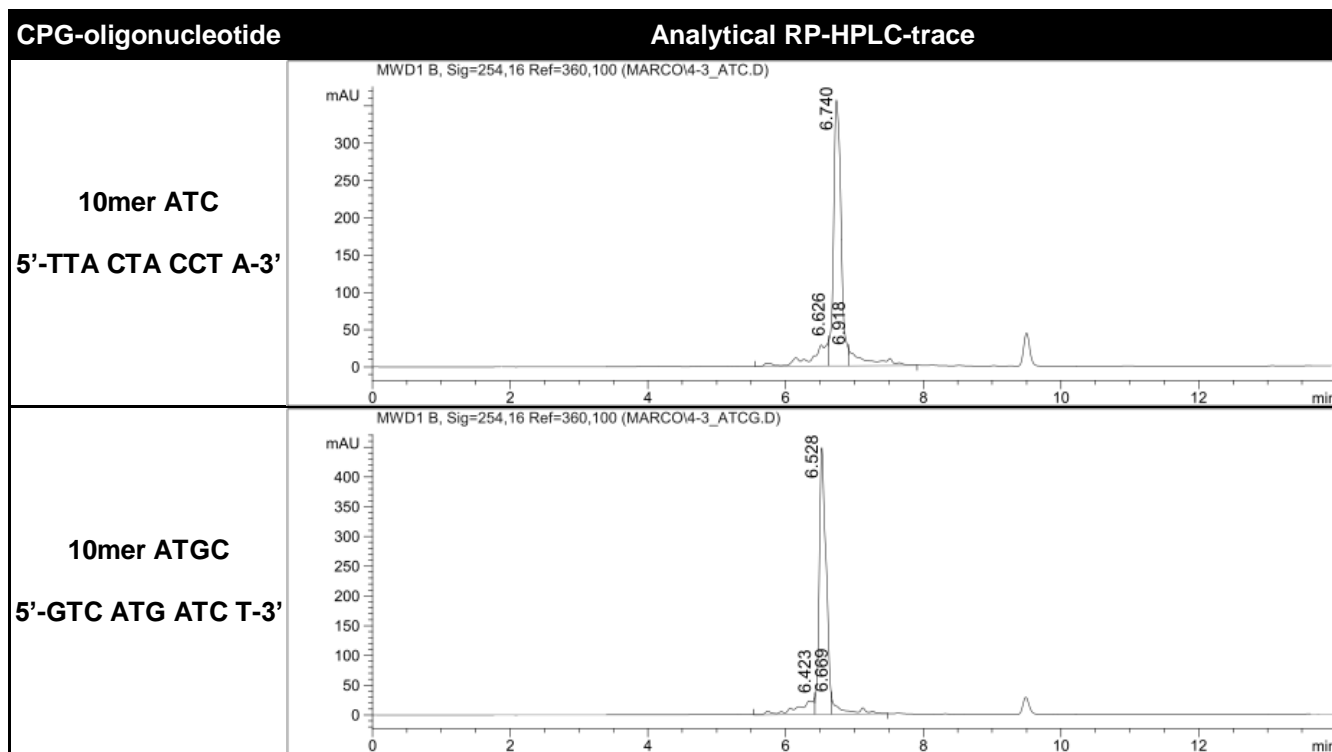 CPG-oligonucleotide Analytical RP-HPLC-trace
MWD1 B, Sig=254,16 Ref=360,100 (MARCO\4-3_ATC.D)
mAU
300
250
200
150
100
50
0
6.626
6.740
6.918
0 2 4 6 8 10 12 min
10mer ATC
5’-TTA CTA CCT A-3’
MWD1 B, Sig=254,16 Ref=360,100 (MARCO\4-3_ATCG.D)
mAU
400
350
300
250
200
150
100
50
0
6.423
6.528
6.669
0 2 4 6 8 10 12 min
10mer ATGC
5’-GTC ATG ATC T-3’